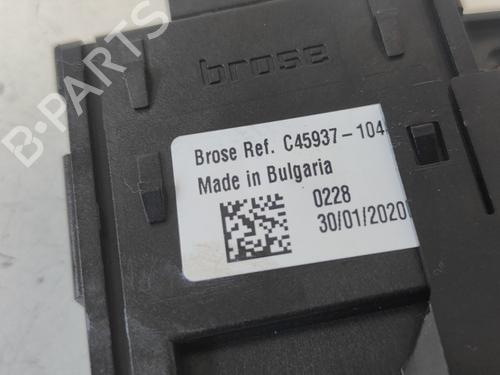 brose
Brose Ref. C45937-104
Made in Bulgaria
0228
30/01/2020
B-PARTS